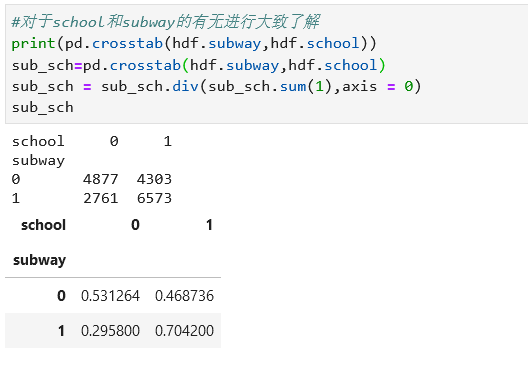 #对于school和subway的有无进行大致了解
print(pd.crosstab(hdf.subway,hdf.school))
sub_sch=pd.crosstab(hdf.subway,hdf.school)
sub_sch = sub_sch.div(sub_sch.sum(1),axis = 0)
sub_sch
school 0 1
subway
0 4877 4303
1 2761 6573
school 0 1
subway
0 0.531264 0.468736
1 0.295800 0.704200